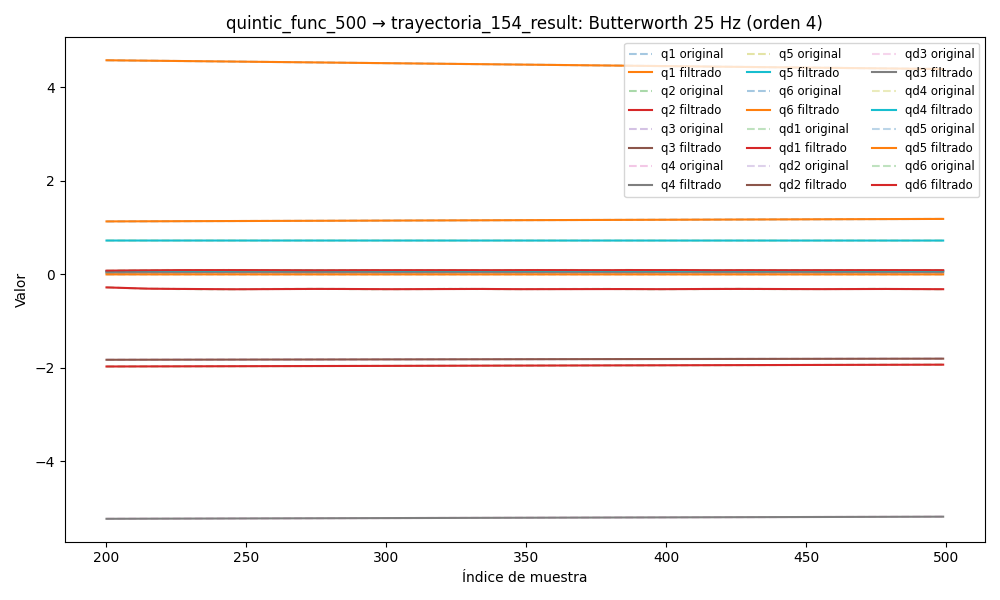 quintic_func_500 → trayectoria_154_result: Butterworth 25 Hz (orden 4)
q1 original
q1 filtrado
q2 original
q2 filtrado
q3 original
q3 filtrado
q4 original
q4 filtrado
q5 original
q5 filtrado
q6 original
q6 filtrado
qd1 original
qd1 filtrado
qd2 original
qd2 filtrado
qd3 original
qd3 filtrado
qd4 original
qd4 filtrado
qd5 original
qd5 filtrado
qd6 original
qd6 filtrado
Valor
4
2
0
−2
−4
200
250
300
350
400
450
500
Índice de muestra